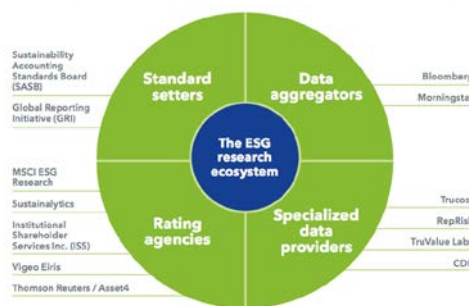 Sustainability
Accounting
Standards Board
(SASB)
Global Reporting
Initiative (GRI)
Standard
setters
Data
aggregators
Bloomberg
Morningsta
The ESG
research
ecosystem
MSCI ESG
Research
Sustainalytics
Institutional
Shareholder
Services Inc. (ISS)
Vigeo Eiris
Thomson Reuters / Asset4
Rating
agencies
Specialized
data
providers
Trucos
RepRis
TruValue Lab
CD